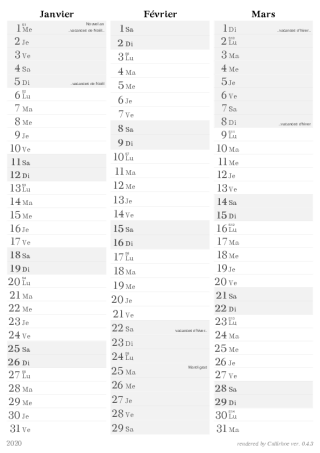 Janvier
1 Me Nouvel an
...vacances de Noël...
2 Je
3 Ve
4 Sa
5 Di ...vacances de Noël
6 Lu
7 Ma
8 Me
9 Je
10 Ve
11 Sa
12 Di
13 Lu
14 Ma
15 Me
16 Je
17 Ve
18 Sa
19 Di
20 Lu
21 Ma
22 Me
23 Je
24 Ve
25 Sa
26 Di
27 Lu
28 Ma
29 Me
30 Je
31 Ve
Février
1 Sa
2 Di
3 Lu
4 Ma
5 Me
6 Je
7 Ve
8 Sa
9 Di
10 Lu
11 Ma
12 Me
13 Je
14 Ve
15 Sa
16 Di
17 Lu
18 Ma
19 Me
20 Je
21 Ve
22 Sa vacances d'hiver...
23 Di
24 Lu
25 Ma Mardi gras
26 Me
27 Je
28 Ve
29 Sa
Mars
1 Di ...vacances d'hiver...
2 Lu
3 Ma
4 Me
5 Je
6 Ve
7 Sa
8 Di ...vacances d'hiver
9 Lu
10 Ma
11 Me
12 Je
13 Ve
14 Sa
15 Di
16 Lu
17 Ma
18 Me
19 Je
20 Ve
21 Sa
22 Di
23 Lu
24 Ma
25 Me
26 Je
27 Ve
28 Sa
29 Di
30 Lu
31 Ma
2020
rendered by Calirhoe ver. 0.4.3